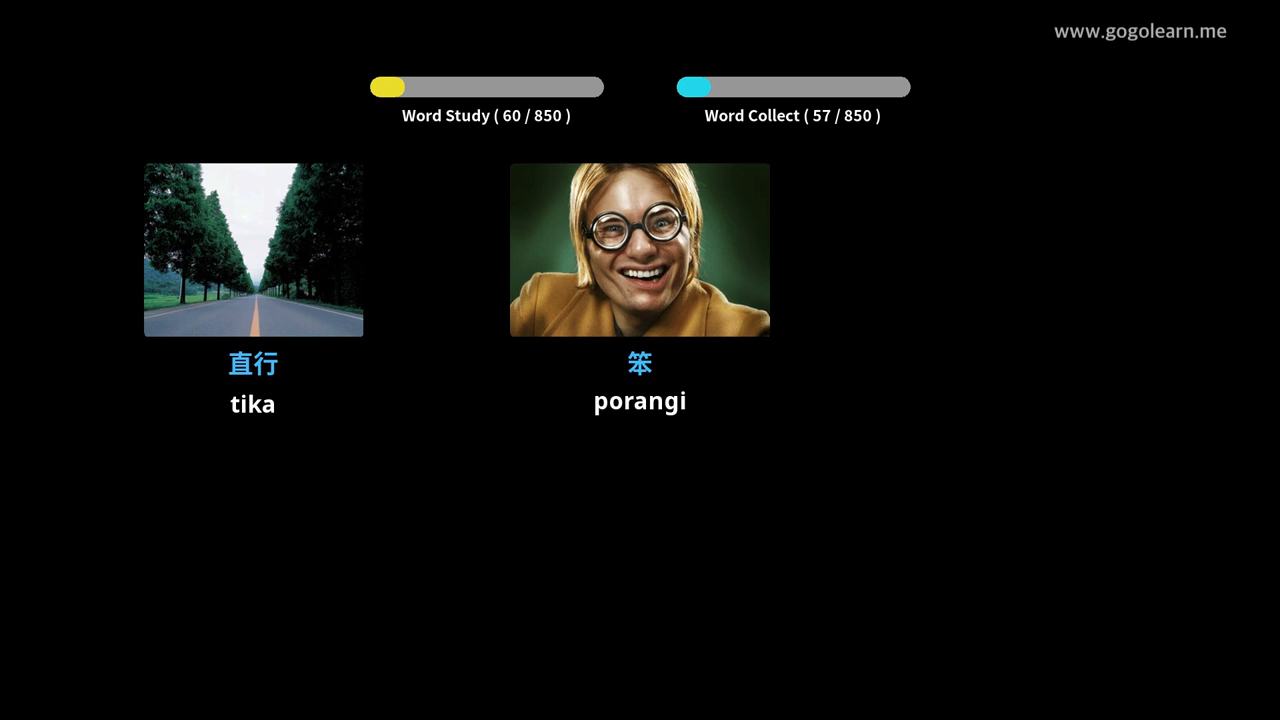 www.gogolearn.me
Word Study ( 60 / 850 )
Word Collect ( 57 / 850 )
直行
tika
笨
porangi